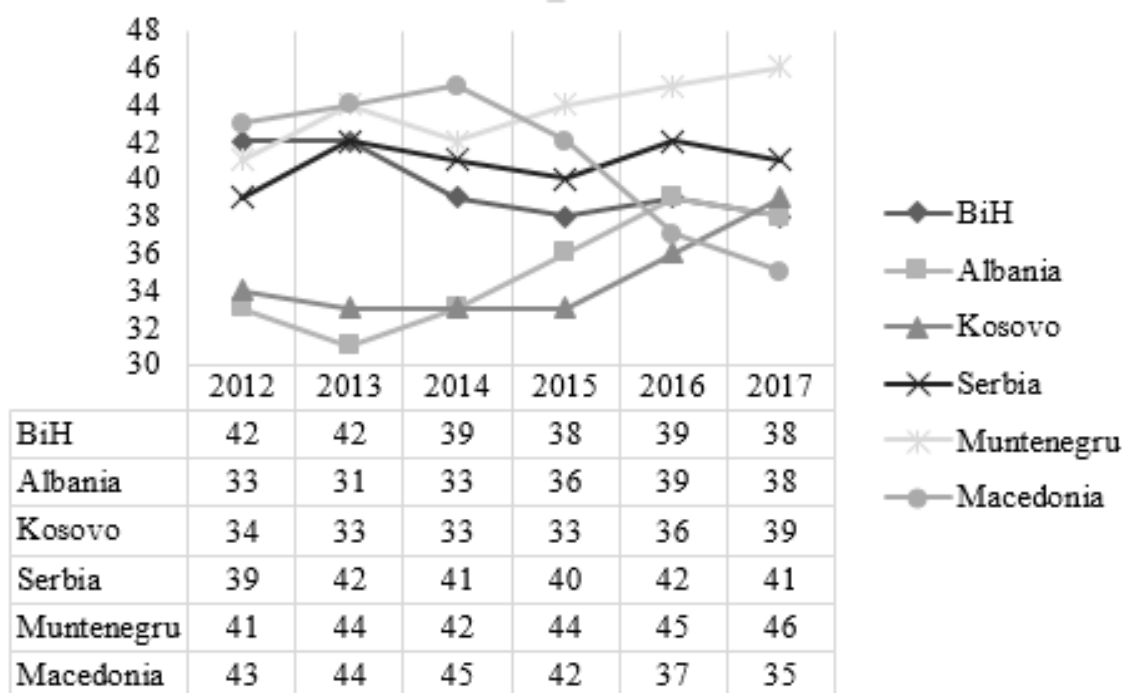 48
46
44
42
40
38
36
34
32
30
2012 2013 2014 2015 2016 2017
BiH 42 42 39 38 39 38
Albania 33 31 33 36 39 38
Kosovo 34 33 33 33 36 39
Serbia 39 42 41 40 42 41
Muntenegru 41 44 42 44 45 46
Macedonia 43 44 45 42 37 35
BiH
Albania
Kosovo
Serbia
Muntenegru
Macedonia